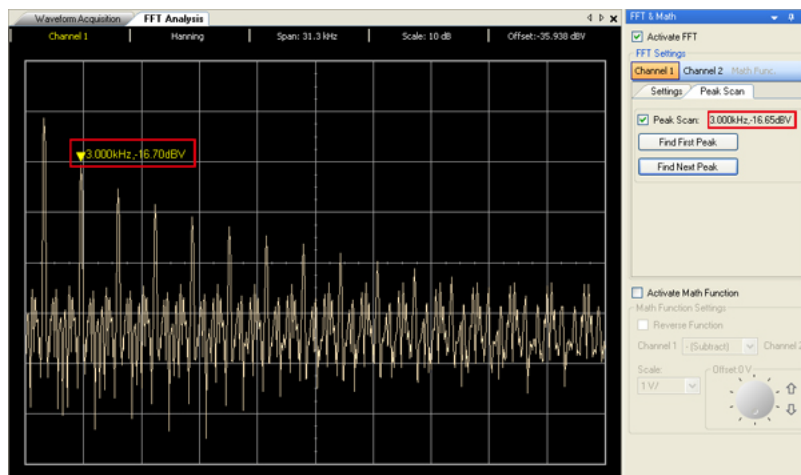 Waveform Acquisition FFT Analysis
Channel 1 Hanning Span: 31.3 kHz Scale: 10 dB Offset:-35.938 dBV
3.000kHz,-16.70dBV
FFT & Math
Activate FFT
FFT Settings
Channel 1 Channel 2 Math Func.
Settings Peak Scan
Peak Scan: 3.000kHz,-16.65dBV
Find First Peak
Find Next Peak
Activate Math Function
Math Function Settings
Reverse Function
Channel 1 - (Subtract) Channel 2
Scale: Offset:0 V
1 V/